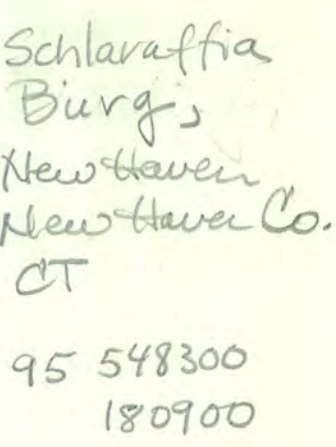 Schlaraffia
Burg,
New Haven
New Haven Co.
CT
95 548300
180900